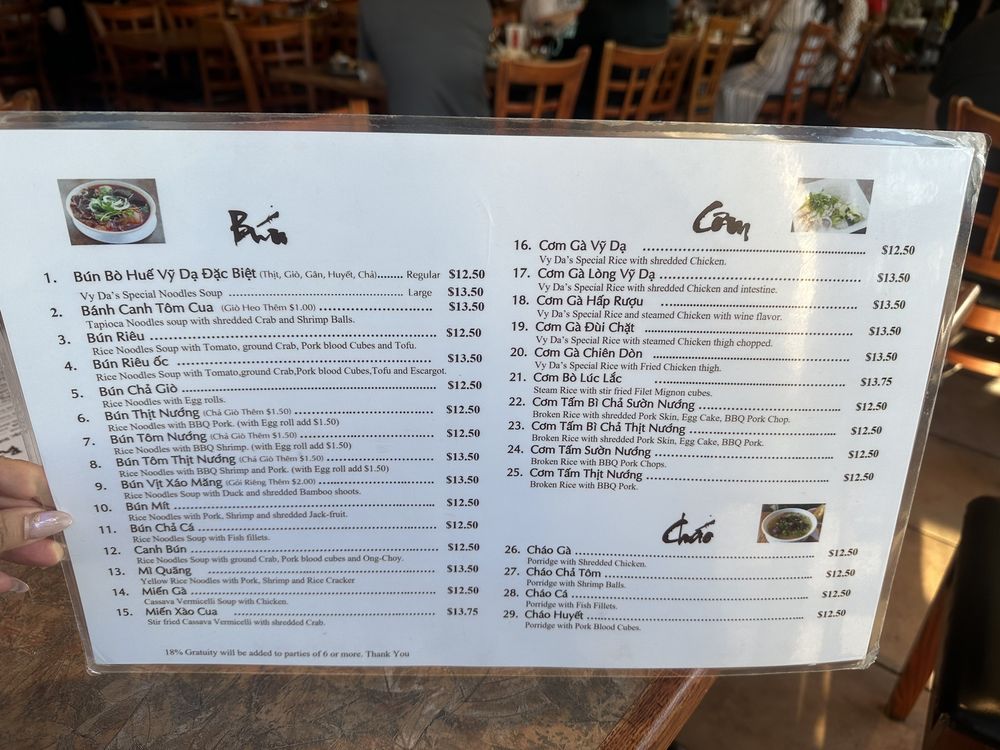 Bún
1. Bún Bò Huế Vỹ Dạ Đặc Biệt (Thịt, Giò, Gân, Huyết, Chả)....... Regular $12.50
Vy Da's Special Noodles Soup ........ Large $13.50
2. Bánh Canh Tôm Cua (Giò Heo Thêm $1.00) ........ $13.50
Tapioca Noodles soup with shredded Crab and Shrimp Balls.
3. Bún Riêu ........ $12.50
Rice Noodles Soup with Tomato, ground Crab, Pork blood Cubes and Tofu.
4. Bún Riêu ốc ........ $13.50
Rice Noodles Soup with Tomato,ground Crab,Pork blood Cubes,Tofu and Escargot.
5. Bún Chả Giò ........ $12.50
Rice Noodles with Egg rolls.
6. Bún Thịt Nướng (Chả Giò Thêm $1.50) ........ $12.50
Rice Noodles with BBQ Pork. (with Egg roll add $1.50)
7. Bún Tôm Nướng (Chả Giò Thêm $1.50) ........ $12.50
Rice Noodles with BBQ Shrimp. (with Egg roll add $1.50)
8. Bún Tôm Thịt Nướng (Chả Giò Thêm $1.50) ........ $13.50
Rice Noodles with BBQ Shrimp and Pork. (with Egg roll add $1.50)
9. Bún Vịt Xáo Măng (Gỏi Riêng Thêm $2.00) ........ $13.50
Rice Noodles Soup with Duck and shredded Bamboo shoots.
10. Bún Mít ........ $12.50
Rice Noodles with Pork, Shrimp and shredded Jack-fruit.
11. Bún Chả Cá ........ $12.50
Rice Noodles Soup with Fish fillets.
12. Canh Bún ........ $12.50
Rice Noodles Soup with ground Crab, Pork blood cubes and Ong-Choy.
13. Mì Quãng ........ $13.50
Yellow Rice Noodles with Pork, Shrimp and Rice Cracker
14. Miến Gà ........ $12.50
Cassava Vermicelli Soup with Chicken.
15. Miến Xào Cua $13.75
Stir fried Cassava Vermicelli with shredded Crab.
18% Gratuity will be added to parties of 6 or more. Thank You
Cơm
16. Cơm Gà Vỹ Dạ ........ $12.50
Vy Da's Special Rice with shredded Chicken.
17. Cơm Gà Lòng Vỹ Dạ ........ $13.50
Vy Da's Special Rice with shredded Chicken and intestine.
18. Cơm Gà Hấp Rượu ........ $13.50
Vy Da's Special Rice and steamed Chicken with wine flavor.
19. Cơm Gà Đùi Chặt ........ $13.50
Vy Da's Special Rice with steamed Chicken thigh chopped.
20. Cơm Gà Chiên Dòn ........ $13.50
Vy Da's Special Rice with Fried Chicken thigh.
21. Cơm Bò Lúc Lắc ........ $13.75
Steam Rice with stir fried Filet Mignon cubes.
22. Cơm Tấm Bì Chả Sườn Nướng ........ $12.50
Broken Rice with shredded Pork Skin, Egg Cake, BBQ Pork Chop.
23. Cơm Tấm Bì Chả Thịt Nướng ........ $12.50
Broken Rice with shredded Pork Skin, Egg Cake, BBQ Pork.
24. Cơm Tấm Sườn Nướng ........ $12.50
Broken Rice with BBQ Pork Chops.
25. Cơm Tấm Thịt Nướng ........ $12.50
Broken Rice with BBQ Pork.
Cháo
26. Cháo Gà ........ $12.50
Porridge with Shredded Chicken.
27. Cháo Chả Tôm ........ $12.50
Porridge with Shrimp Balls.
28. Cháo Cá ........ $12.50
Porridge with Fish Fillets.
29. Cháo Huyết ........ $12.50
Porridge with Pork Blood Cubes.